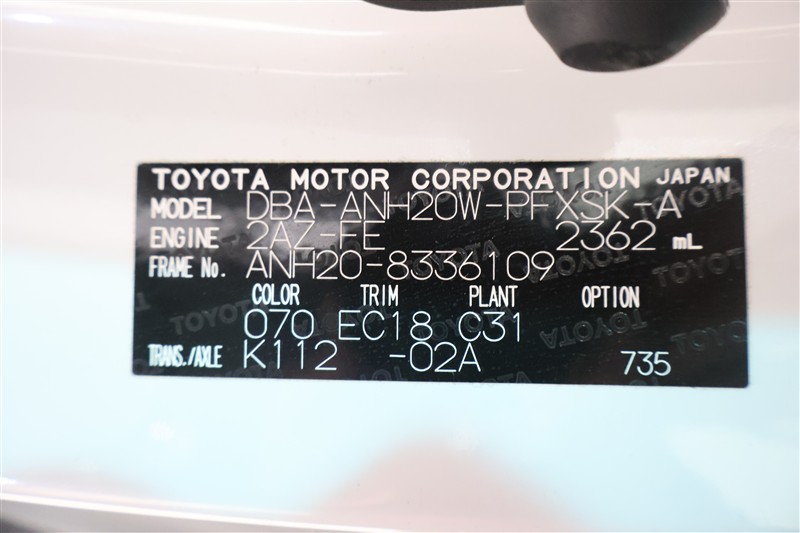 TOYOTA MOTOR CORPORATION JAPAN
MODEL DBA-ANH20W-PFXSK-A
ENGINE 2AZ-FE 2362 mL
FRAME No. ANH20-8336109
COLOR TRIM PLANT OPTION
070 EC18 C31
TRANS./AXLE K112 -02A 735